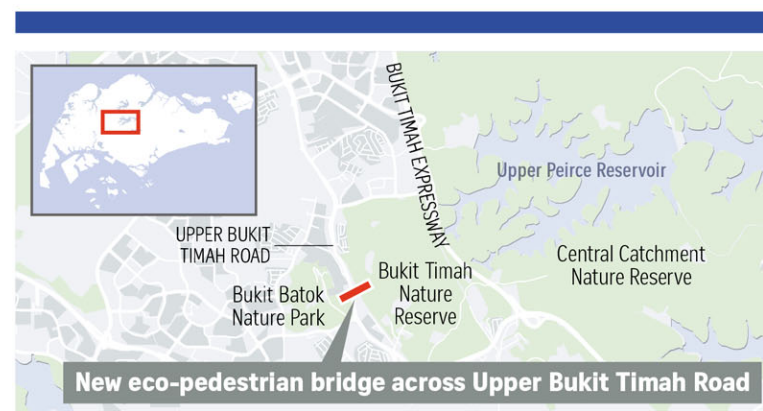 BUKIT TIMAH EXPRESSWAY
Upper Peirce Reservoir
UPPER BUKIT
TIMAH ROAD
Central Catchment
Nature Reserve
Bukit Timah
Nature
Reserve
Bukit Batok
Nature Park
New eco-pedestrian bridge across Upper Bukit Timah Road